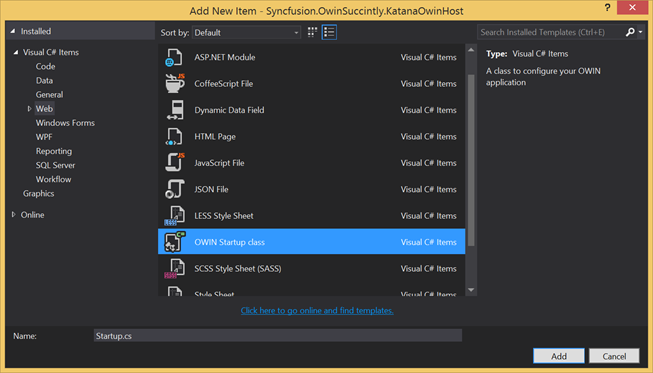 Add New Item - Syncfusion.OwinSuccintly.KatanaOwinHost
? ×
Installed
Sort by: Default
Search Installed Templates (Ctrl+E)
Visual C# Items
Code
Data
General
Web
Windows Forms
WPF
Reporting
SQL Server
Workflow
Graphics
Online
ASP.NET Module Visual C# Items
CoffeeScript File Visual C# Items
Dynamic Data Field Visual C# Items
HTML Page Visual C# Items
JavaScript File Visual C# Items
JSON File Visual C# Items
LESS Style Sheet Visual C# Items
OWIN Startup class Visual C# Items
SCSS Style Sheet (SASS) Visual C# Items
Style Sheet Visual C# Items
Type: Visual C# Items
A class to configure your OWIN
application
Click here to go online and find templates.
Name: Startup.cs
Add Cancel